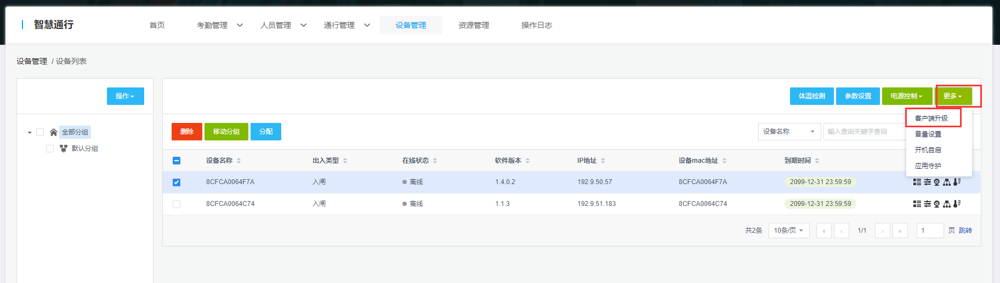 智慧通行
首页
考勤管理
人员管理
通行管理
设备管理
资源管理
操作日志
设备管理 / 设备列表
操作
体温检测
参数设置
电源控制
更多
客户端升级
音量设置
开机自启
应用守护
全部分组
默认分组
删除
移动分组
分配
设备名称
输入查询关键字查询
设备名称 出入类型 在线状态 软件版本 IP地址 设备mac地址 到期时间
8CFCA0064F7A 入闸 离线 1.4.0.2 192.9.50.57 8CFCA0064F7A 2099-12-31 23:59:59
8CFCA0064C74 入闸 离线 1.1.3 192.9.51.183 8CFCA0064C74 2099-12-31 23:59:59
共2条 10条/页 « ‹ 1/1 › » 1 页 跳转